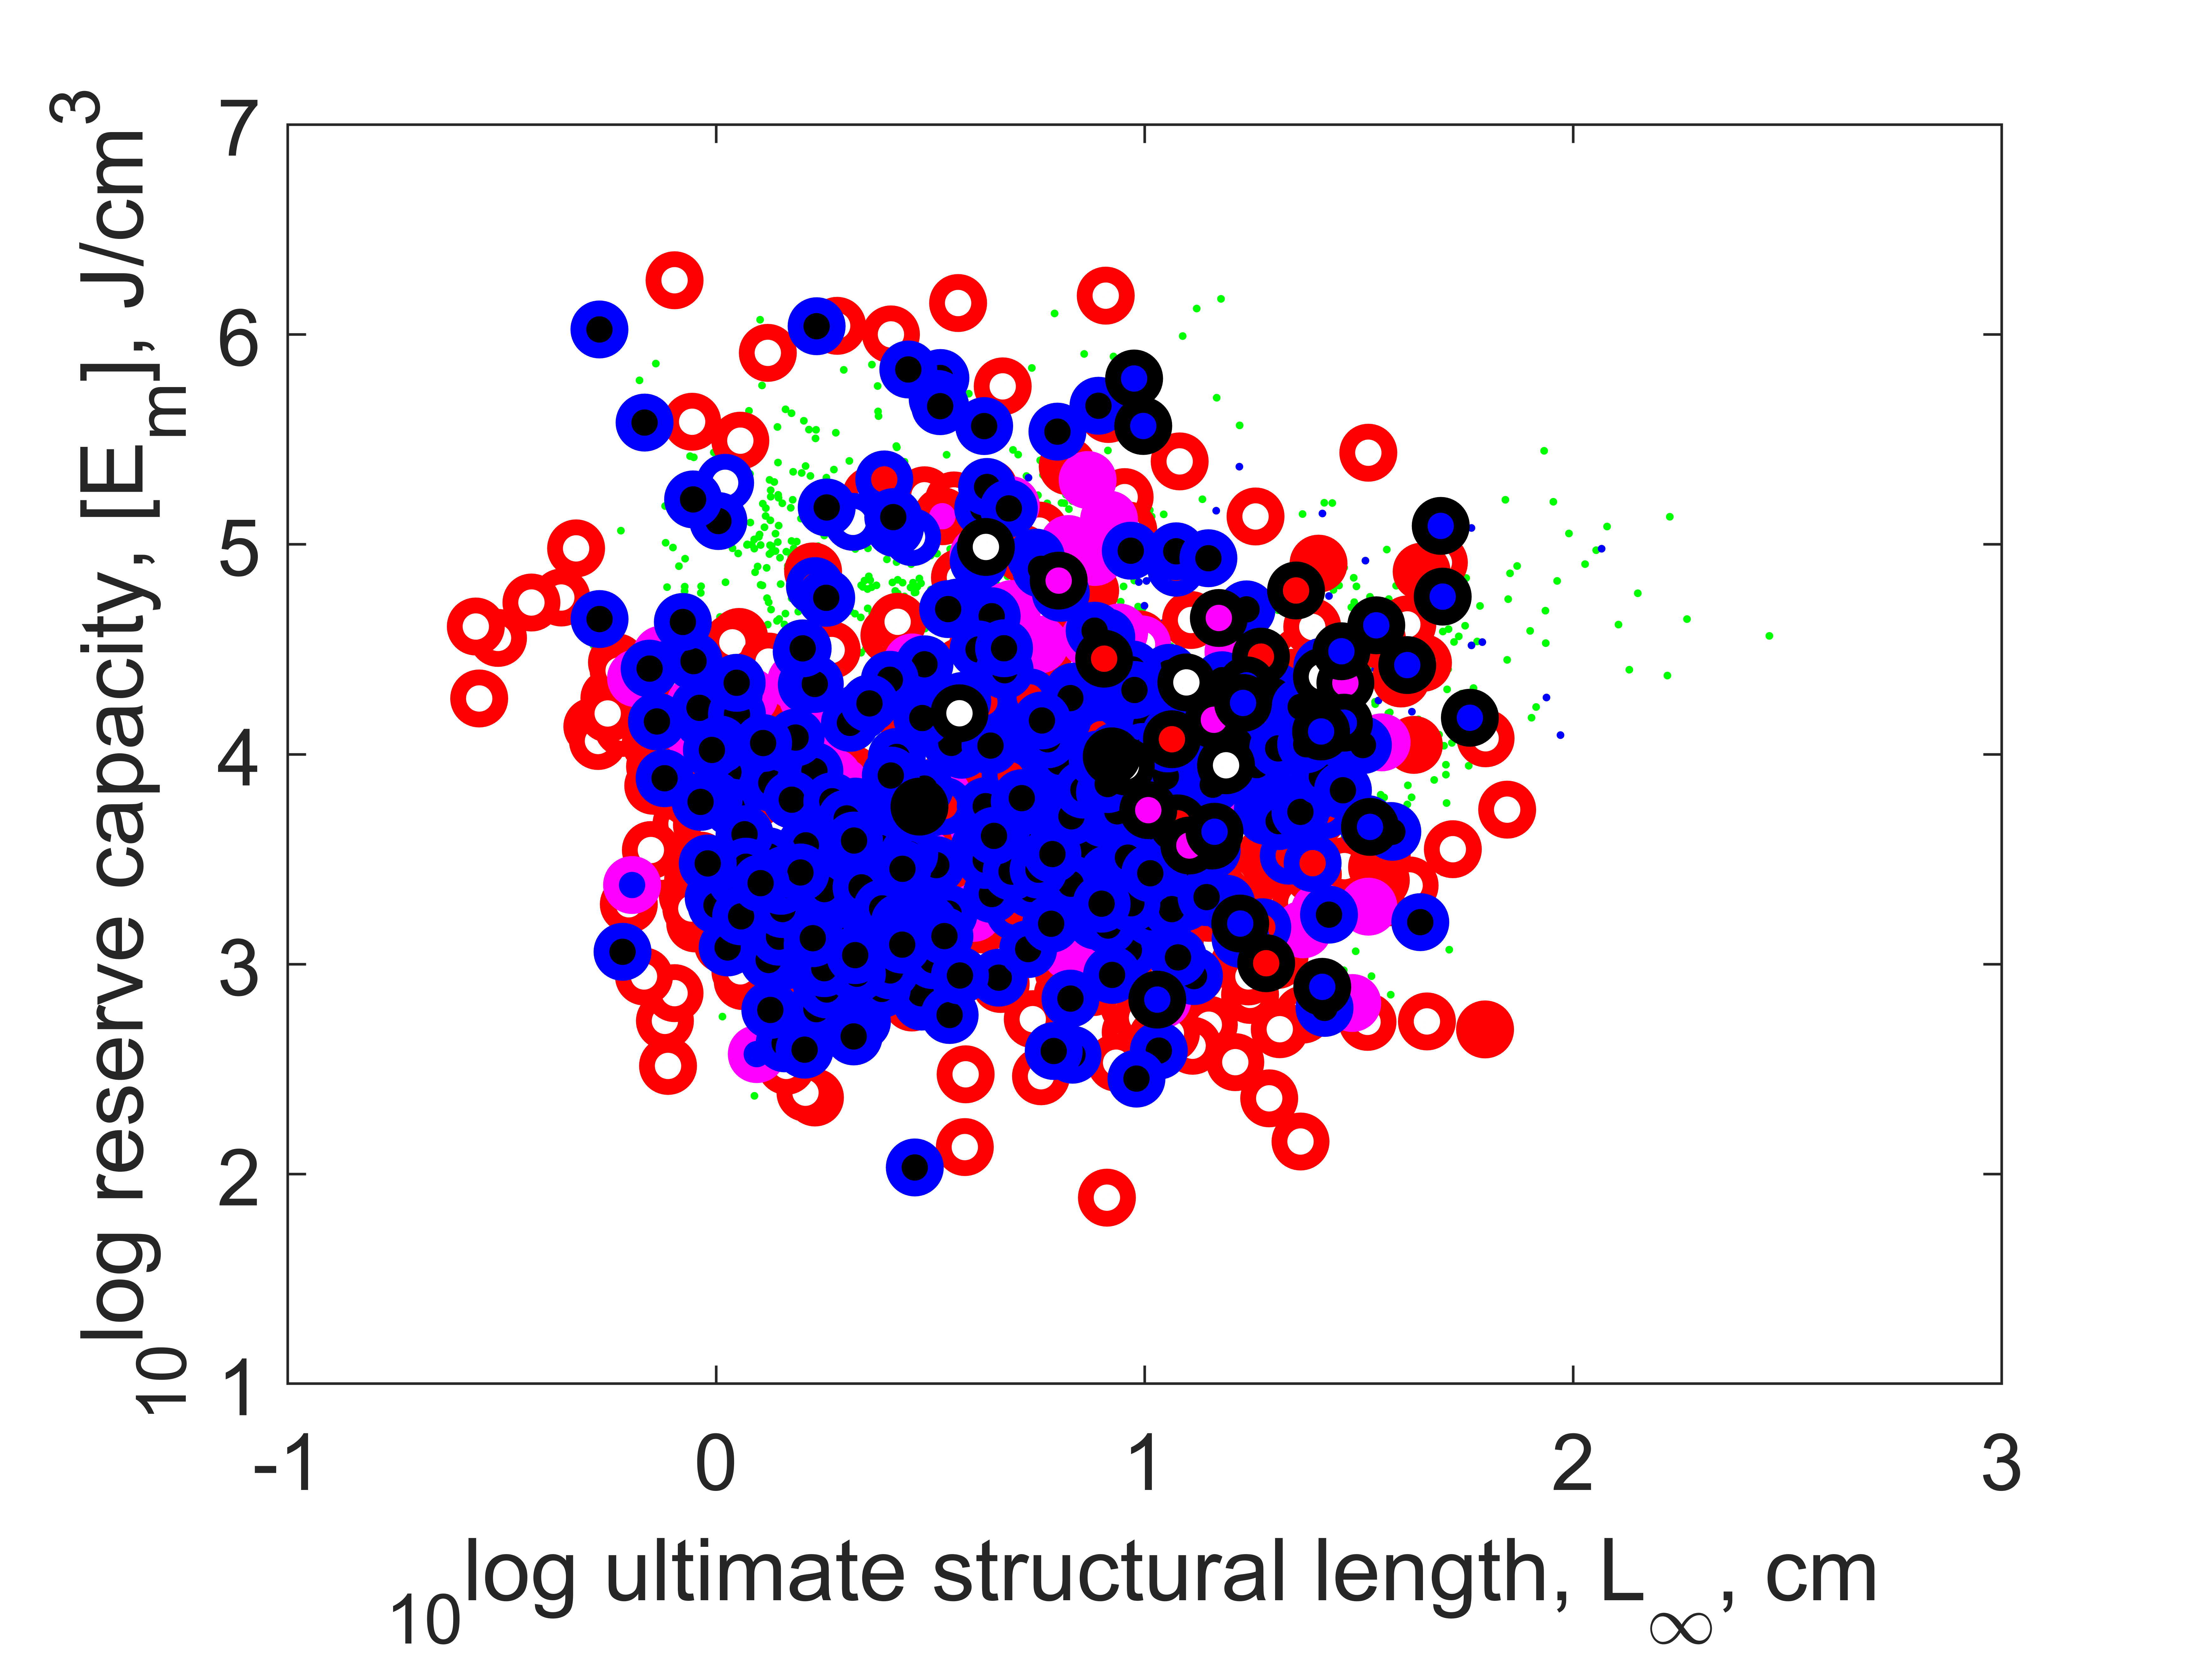 ₁₀log reserve capacity, [Eₘ], J/cm³
7
6
5
4
3
2
1
-1 0 1 2 3
₁₀log ultimate structural length, L∞, cm